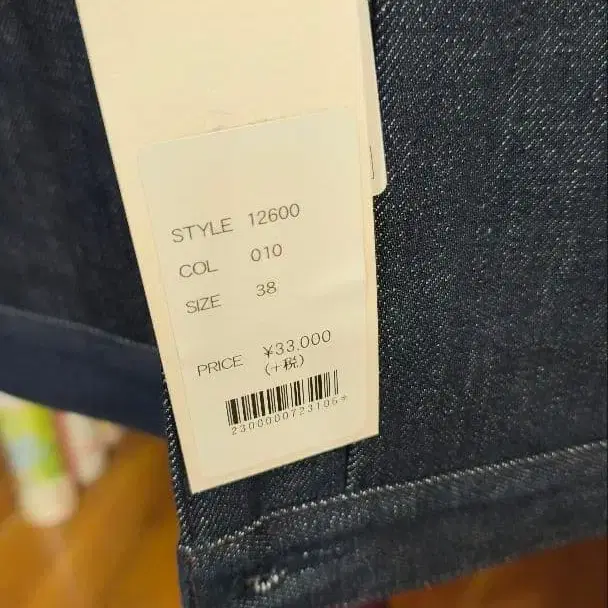 STYLE 12600
COL 010
SIZE 38
PRICE ¥33,000
(+税)
2300000723106